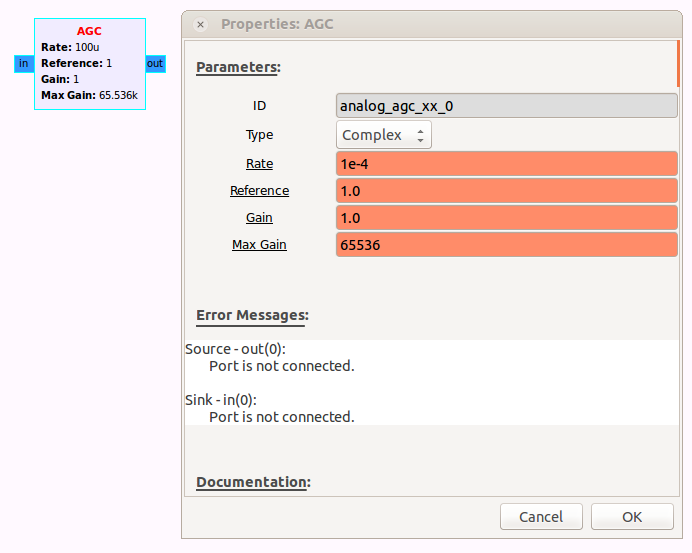 AGC
Rate: 100u
Reference: 1
Gain: 1
Max Gain: 65.536k
in
out
Properties: AGC
Parameters:
ID analog_agc_xx_0
Type Complex
Rate 1e-4
Reference 1.0
Gain 1.0
Max Gain 65536
Error Messages:
Source - out(0):
Port is not connected.
Sink - in(0):
Port is not connected.
Documentation:
Cancel OK